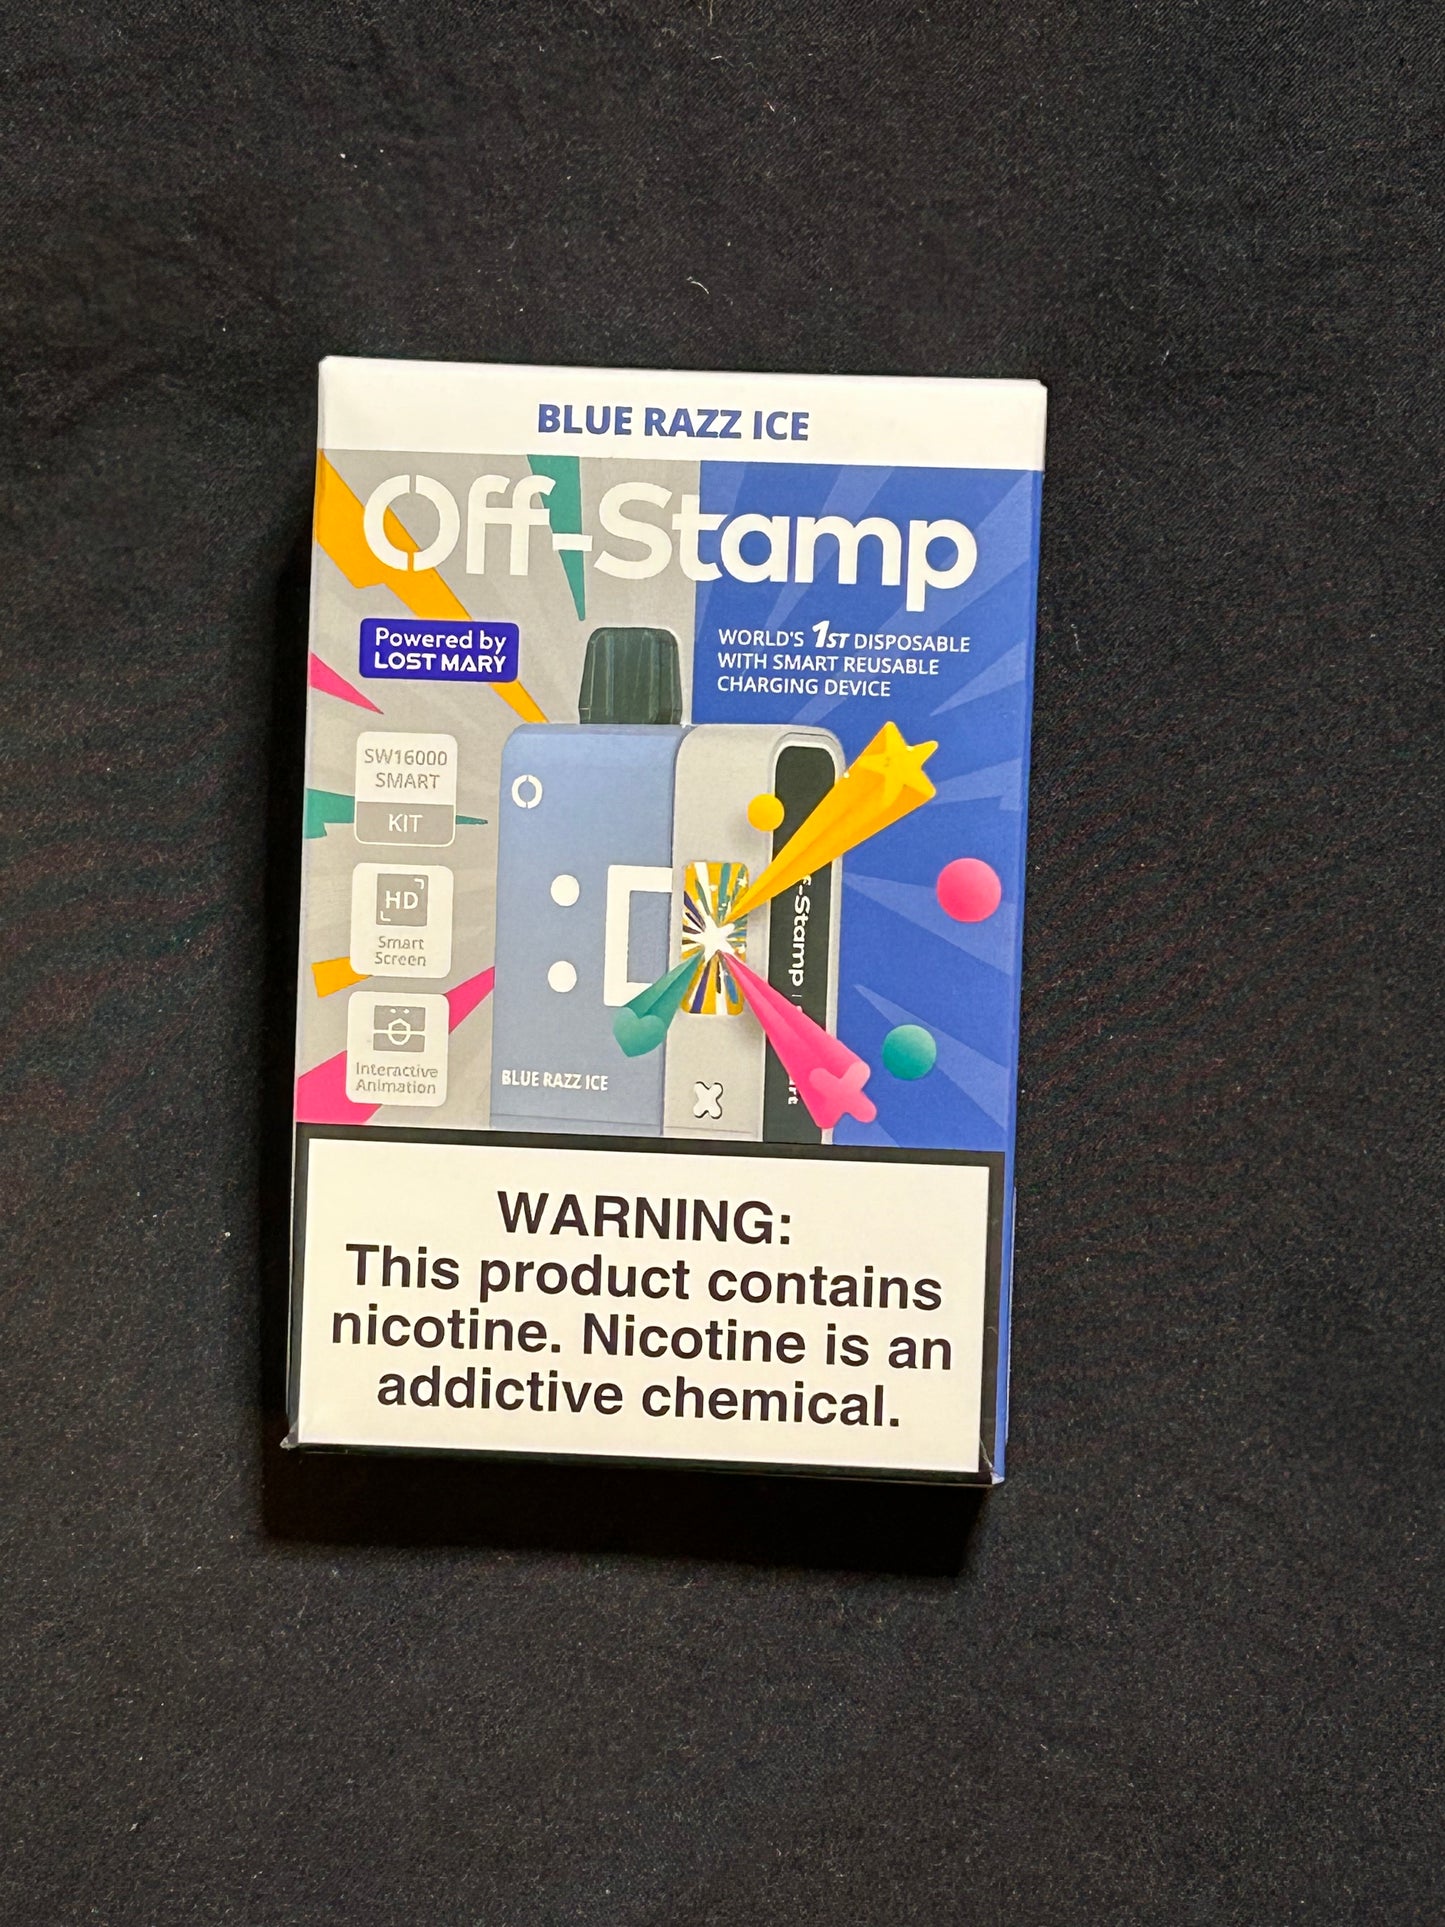 BLUE RAZZ ICE
Off-Stamp
Powered by
LOST MARY
WORLD'S 1ST DISPOSABLE
WITH SMART REUSABLE
CHARGING DEVICE
SW16000
SMART
KIT
HD
Smart
Screen
Interactive
Animation
BLUE RAZZ ICE
f-Stamp
WARNING:
This product contains
nicotine. Nicotine is an
addictive chemical.